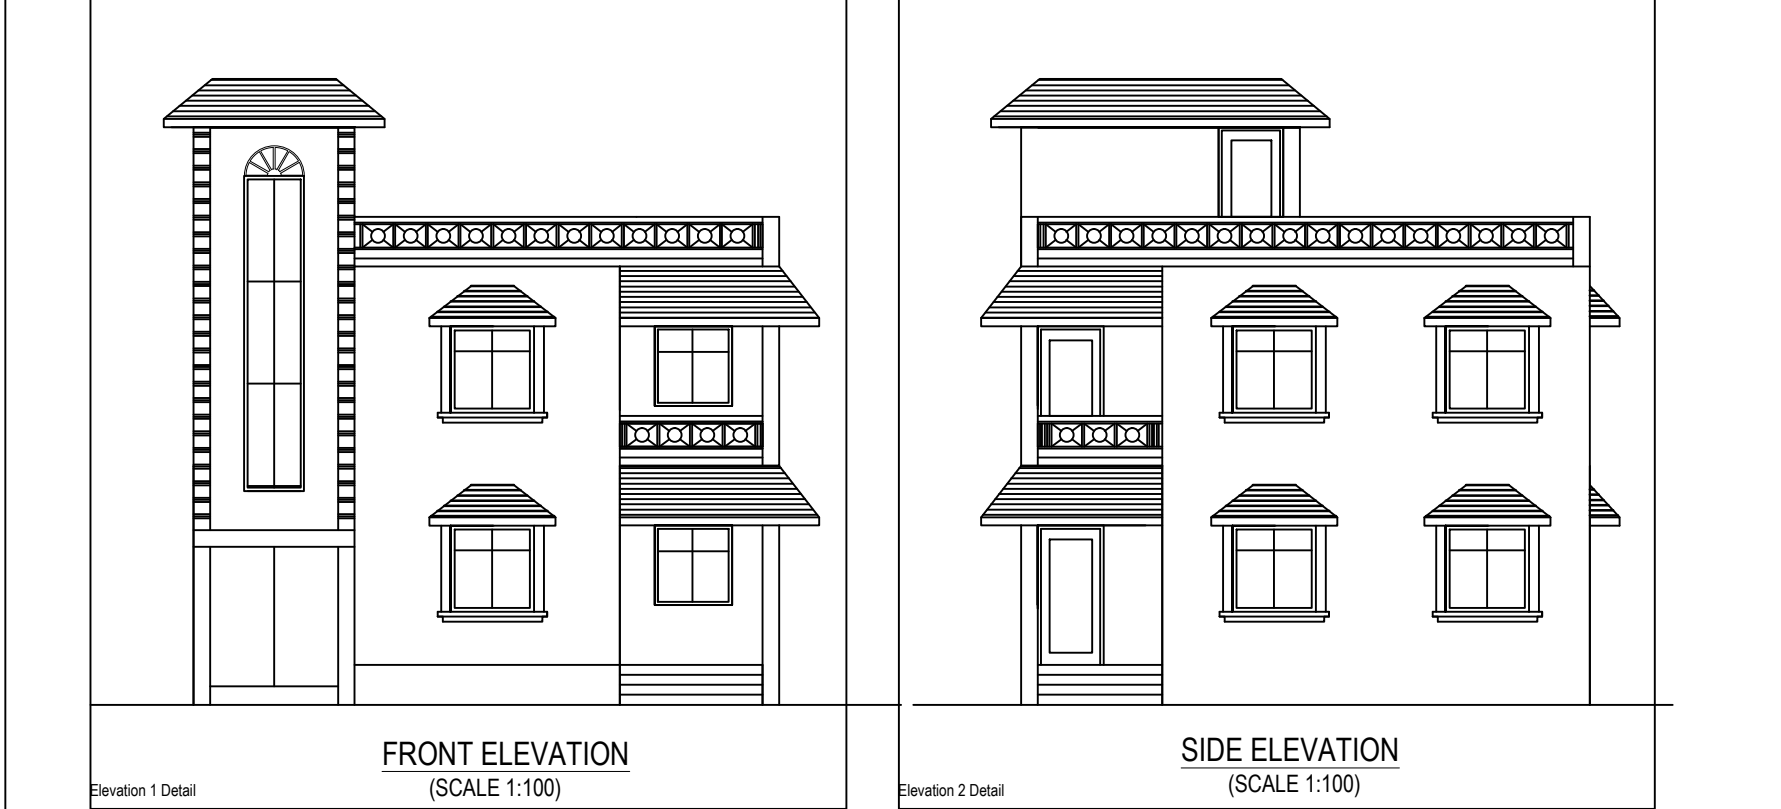 FRONT ELEVATION
(SCALE 1:100)
Elevation 1 Detail
SIDE ELEVATION
(SCALE 1:100)
Elevation 2 Detail